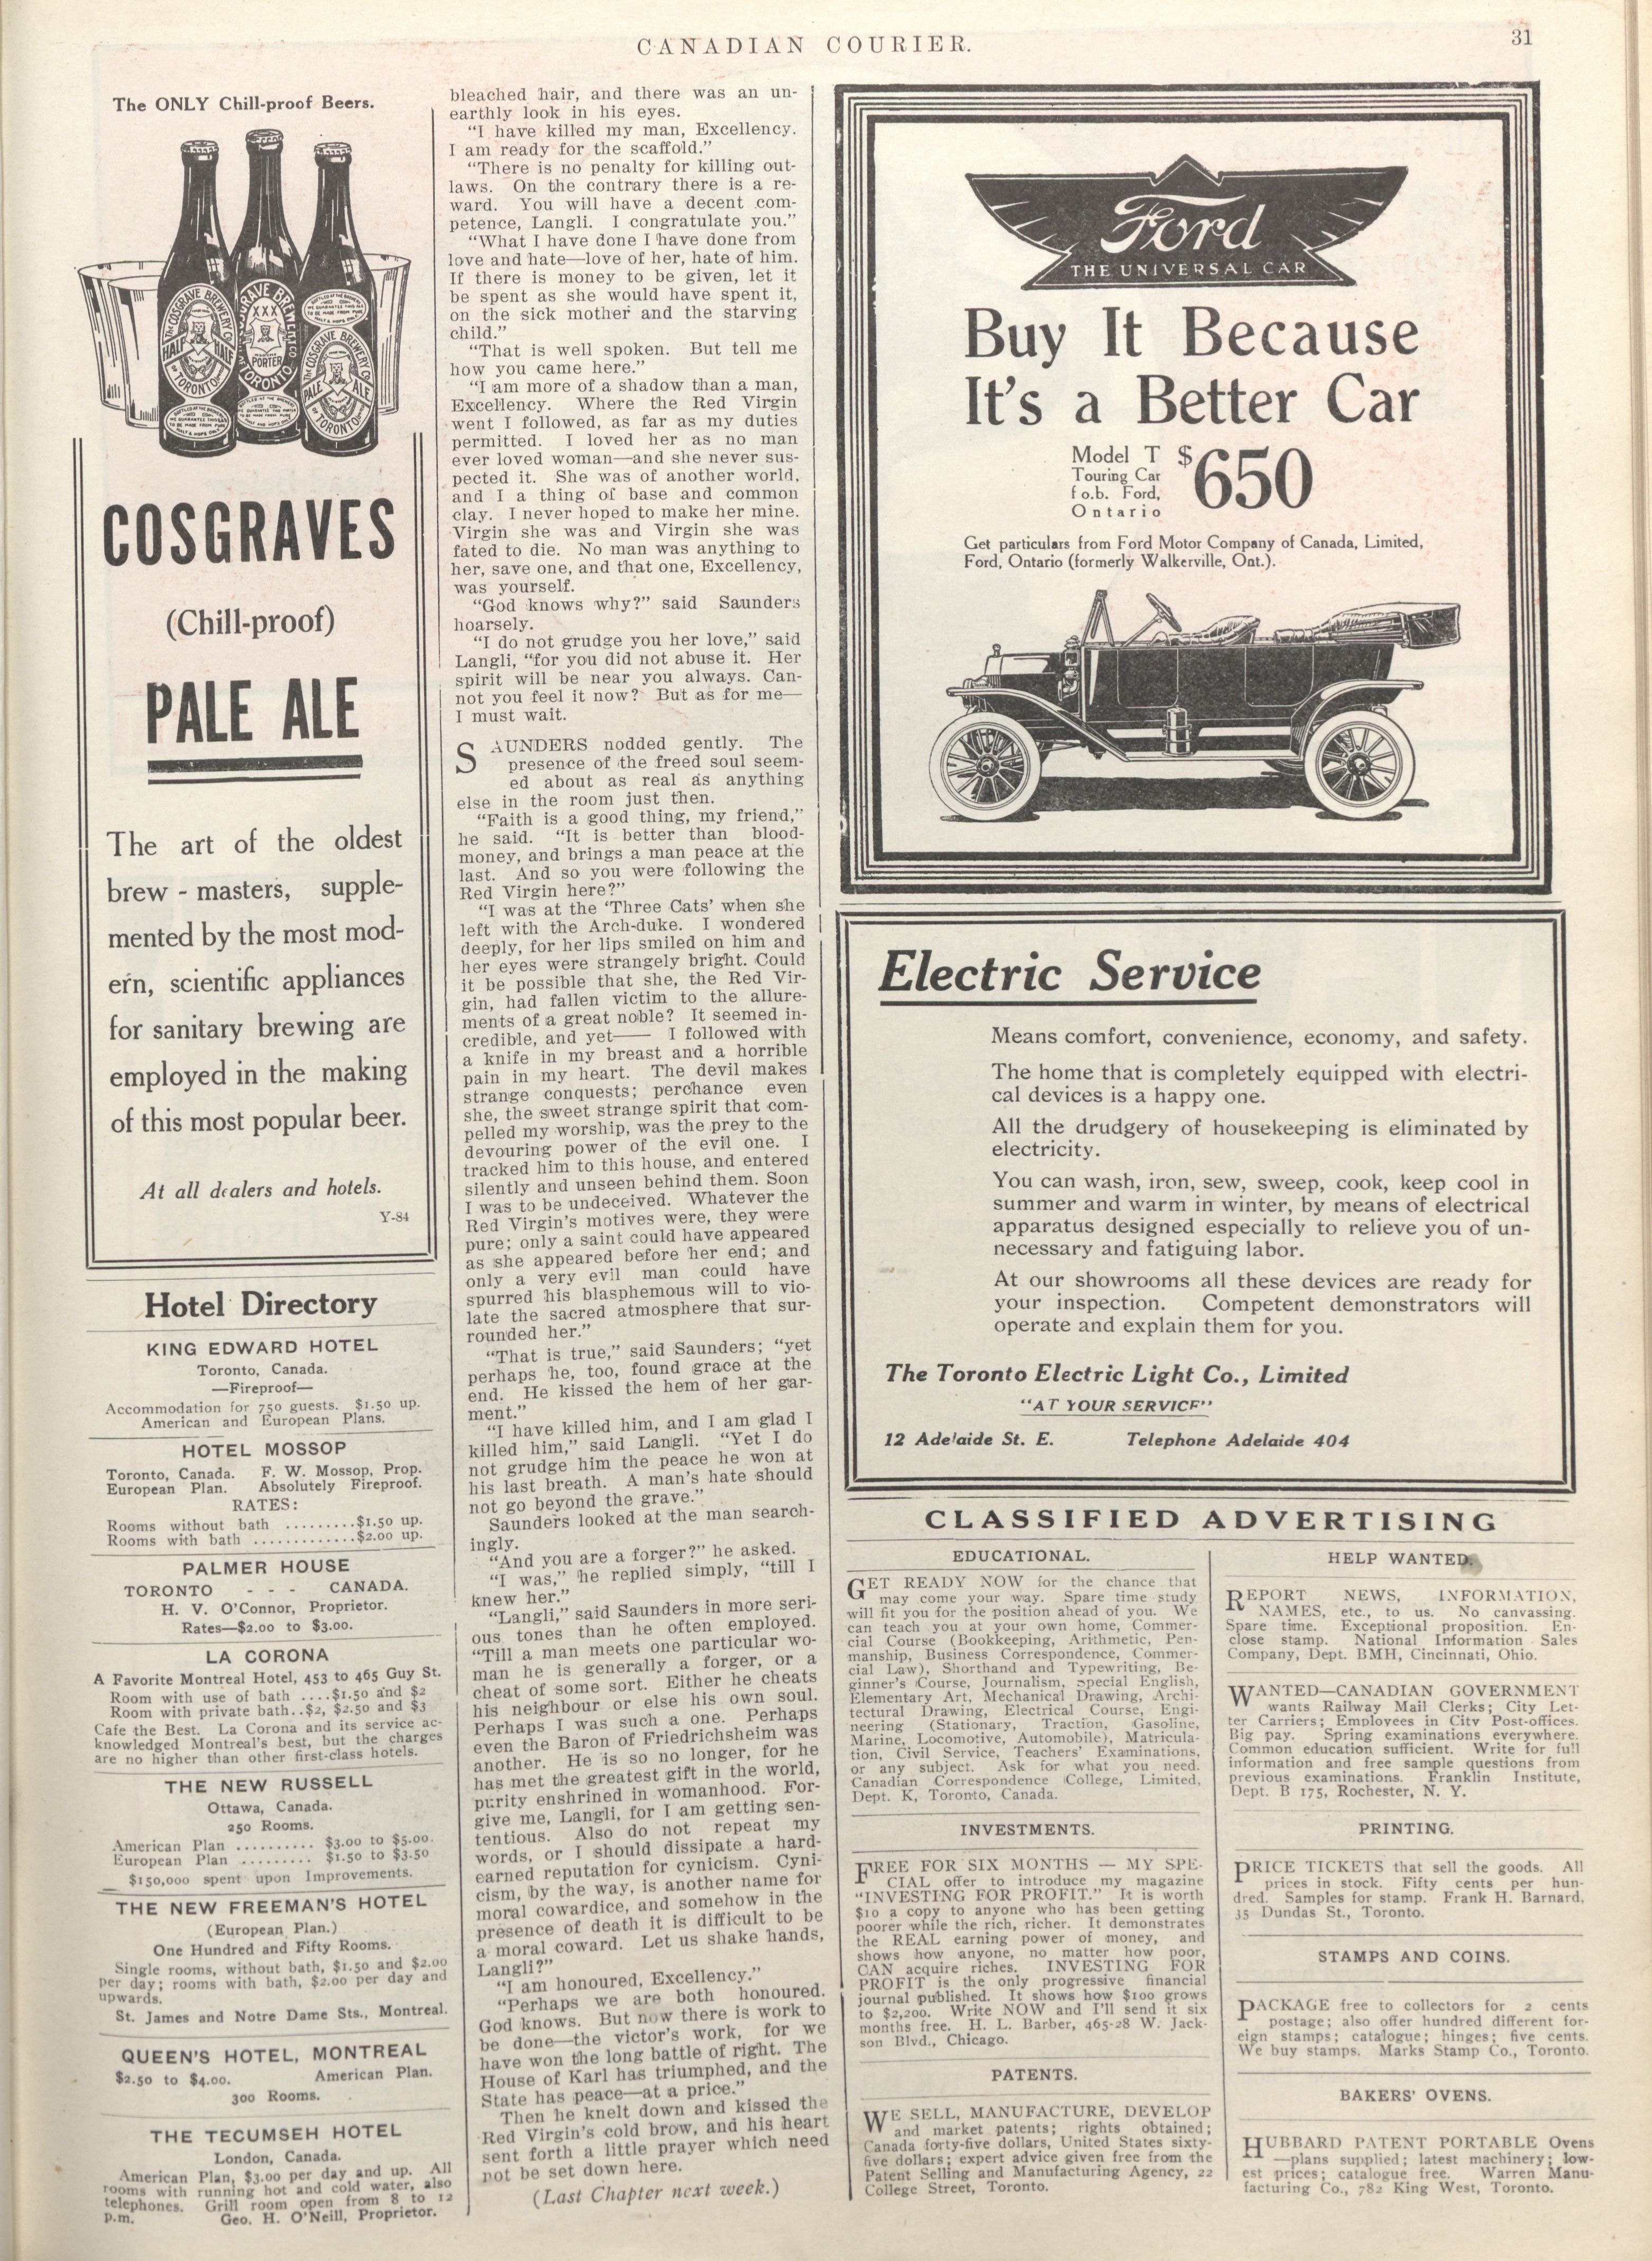 CANADIAN COURIER.
31
The ONLY Chill-proof Beers.
COSGRAVES
(Chill-proof)
PALE ALE
The art of the oldest
brew - masters, supple-
mented by the most mod-
ern, scientific appliances
for sanitary brewing are
employed in the making
of this most popular beer.
At all dealers and hotels.
Y-84
Hotel Directory
KING EDWARD HOTEL
Toronto, Canada.
—Fireproof—
Accommodation for 750 guests. $1.50 up.
American and European Plans.
HOTEL MOSSOP
Toronto, Canada. F. W. Mossop, Prop.
European Plan. Absolutely Fireproof.
RATES:
Rooms without bath .........$1.50 up.
Rooms with bath .............$2.00 up.
PALMER HOUSE
TORONTO - - - CANADA.
H. V. O'Connor, Proprietor.
Rates—$2.00 to $3.00.
LA CORONA
A Favorite Montreal Hotel, 453 to 465 Guy St.
Room with use of bath ....$1.50 and $2
Room with private bath..$2, $2.50 and $3
Cafe the Best. La Corona and its service ac-
knowledged Montreal's best, but the charges
are no higher than other first-class hotels.
THE NEW RUSSELL
Ottawa, Canada.
250 Rooms.
American Plan .......... $3.00 to $5.00.
European Plan ......... $1.50 to $3.50
$150,000 spent upon Improvements.
THE NEW FREEMAN'S HOTEL
(European Plan.)
One Hundred and Fifty Rooms.
Single rooms, without bath, $1.50 and $2.00
per day; rooms with bath, $2.00 per day and
upwards.
St. James and Notre Dame Sts., Montreal.
QUEEN'S HOTEL, MONTREAL
$2.50 to $4.00. American Plan.
300 Rooms.
THE TECUMSEH HOTEL
London, Canada.
American Plan, $3.00 per day and up. All
rooms with running hot and cold water, also
telephones. Grill room open from 8 to 12
p.m. Geo. H. O'Neill, Proprietor.
bleached hair, and there was an un-
earthly look in his eyes.
"I have killed my man, Excellency.
I am ready for the scaffold."
"There is no penalty for killing out-
laws. On the contrary there is a re-
ward. You will have a decent com-
petence, Langli. I congratulate you."
"What I have done I have done from
love and hate—love of her, hate of him.
If there is money to be given, let it
be spent as she would have spent it,
on the sick mother and the starving
child."
"That is well spoken. But tell me
how you came here."
"I am more of a shadow than a man,
Excellency. Where the Red Virgin
went I followed, as far as my duties
permitted. I loved her as no man
ever loved woman—and she never sus-
pected it. She was of another world,
and I a thing of base and common
clay. I never hoped to make her mine.
Virgin she was and Virgin she was
fated to die. No man was anything to
her, save one, and that one, Excellency,
was yourself.
"God knows why?" said Saunders
hoarsely.
"I do not grudge you her love," said
Langli, "for you did not abuse it. Her
spirit will be near you always. Can-
not you feel it now? But as for me—
I must wait.
SAUNDERS nodded gently. The
presence of the freed soul seem-
ed about as real as anything
else in the room just then.
"Faith is a good thing, my friend,"
he said. "It is better than blood-
money, and brings a man peace at the
last. And so you were following the
Red Virgin here?"
"I was at the 'Three Cats' when she
left with the Arch-duke. I wondered
deeply, for her lips smiled on him and
her eyes were strangely bright. Could
it be possible that she, the Red Vir-
gin, had fallen victim to the allure-
ments of a great noble? It seemed in-
credible, and yet—— I followed with
a knife in my breast and a horrible
pain in my heart. The devil makes
strange conquests; perchance even
she, the sweet strange spirit that com-
pelled my worship, was the prey to the
devouring power of the evil one. I
tracked him to this house, and entered
silently and unseen behind them. Soon
I was to be undeceived. Whatever the
Red Virgin's motives were, they were
pure; only a saint could have appeared
as she appeared before her end; and
only a very evil man could have
spurred his blasphemous will to vio-
late the sacred atmosphere that sur-
rounded her."
"That is true," said Saunders; "yet
perhaps he, too, found grace at the
end. He kissed the hem of her gar-
ment."
"I have killed him, and I am glad I
killed him," said Langli. "Yet I do
not grudge him the peace he won at
his last breath. A man's hate should
not go beyond the grave."
Saunders looked at the man search-
ingly.
"And you are a forger?" he asked.
"I was," he replied simply, "till I
knew her."
"Langli," said Saunders in more seri-
ous tones than he often employed.
"Till a man meets one particular wo-
man he is generally a forger, or a
cheat of some sort. Either he cheats
his neighbour or else his own soul.
Perhaps I was such a one. Perhaps
even the Baron of Friedrichsheim was
another. He is so no longer, for he
has met the greatest gift in the world,
purity enshrined in womanhood. For-
give me, Langli, for I am getting sen-
tentious. Also do not repeat my
words, or I should dissipate a hard-
earned reputation for cynicism. Cyni-
cism, by the way, is another name for
moral cowardice, and somehow in the
presence of death it is difficult to be
a moral coward. Let us shake hands,
Langli?"
"I am honoured, Excellency."
"Perhaps we are both honoured.
God knows. But now there is work to
be done—the victor's work, for we
have won the long battle of right. The
House of Karl has triumphed, and the
State has peace—at a price."
Then he knelt down and kissed the
Red Virgin's cold brow, and his heart
sent forth a little prayer which need
not be set down here.
(Last Chapter next week.)
Ford
THE UNIVERSAL CAR
Buy It Because
It's a Better Car
Model T
Touring Car
f o.b. Ford,
Ontario
$650
Get particulars from Ford Motor Company of Canada, Limited,
Ford, Ontario (formerly Walkerville, Ont.).
Electric Service
Means comfort, convenience, economy, and safety.
The home that is completely equipped with electri-
cal devices is a happy one.
All the drudgery of housekeeping is eliminated by
electricity.
You can wash, iron, sew, sweep, cook, keep cool in
summer and warm in winter, by means of electrical
apparatus designed especially to relieve you of un-
necessary and fatiguing labor.
At our showrooms all these devices are ready for
your inspection. Competent demonstrators will
operate and explain them for you.
The Toronto Electric Light Co., Limited
"AT YOUR SERVICE"
12 Adelaide St. E. Telephone Adelaide 404
CLASSIFIED ADVERTISING
EDUCATIONAL.
GET READY NOW for the chance that
may come your way. Spare time study
will fit you for the position ahead of you. We
can teach you at your own home, Commer-
cial Course (Bookkeeping, Arithmetic, Pen-
manship, Business Correspondence, Commer-
cial Law), Shorthand and Typewriting, Be-
ginner's Course, Journalism, special English,
Elementary Art, Mechanical Drawing, Archi-
tectural Drawing, Electrical Course, Engi-
neering (Stationary, Traction, Gasoline,
Marine, Locomotive, Automobile), Matricula-
tion, Civil Service, Teachers' Examinations,
or any subject. Ask for what you need.
Canadian Correspondence College, Limited,
Dept. K, Toronto, Canada.
INVESTMENTS.
FREE FOR SIX MONTHS — MY SPE-
CIAL offer to introduce my magazine
"INVESTING FOR PROFIT." It is worth
$10 a copy to anyone who has been getting
poorer while the rich, richer. It demonstrates
the REAL earning power of money, and
shows how anyone, no matter how poor,
CAN acquire riches. INVESTING FOR
PROFIT is the only progressive financial
journal published. It shows how $100 grows
to $2,200. Write NOW and I'll send it six
months free. H. L. Barber, 465-28 W. Jack-
son Blvd., Chicago.
PATENTS.
WE SELL, MANUFACTURE, DEVELOP
and market patents; rights obtained;
Canada forty-five dollars, United States sixty-
five dollars; expert advice given free from the
Patent Selling and Manufacturing Agency, 22
College Street, Toronto.
HELP WANTED.
REPORT NEWS, INFORMATION,
NAMES, etc., to us. No canvassing.
Spare time. Exceptional proposition. En-
close stamp. National Information Sales
Company, Dept. BMH, Cincinnati, Ohio.
WANTED—CANADIAN GOVERNMENT
wants Railway Mail Clerks; City Let-
ter Carriers; Employees in City Post-offices.
Big pay. Spring examinations everywhere.
Common education sufficient. Write for full
information and free sample questions from
previous examinations. Franklin Institute,
Dept. B 175, Rochester, N. Y.
PRINTING.
PRICE TICKETS that sell the goods. All
prices in stock. Fifty cents per hun-
dred. Samples for stamp. Frank H. Barnard,
35 Dundas St., Toronto.
STAMPS AND COINS.
PACKAGE free to collectors for 2 cents
postage; also offer hundred different for-
eign stamps; catalogue; hinges; five cents.
We buy stamps. Marks Stamp Co., Toronto.
BAKERS' OVENS.
HUBBARD PATENT PORTABLE Ovens
—plans supplied; latest machinery; low-
est prices; catalogue free. Warren Manu-
facturing Co., 782 King West, Toronto.